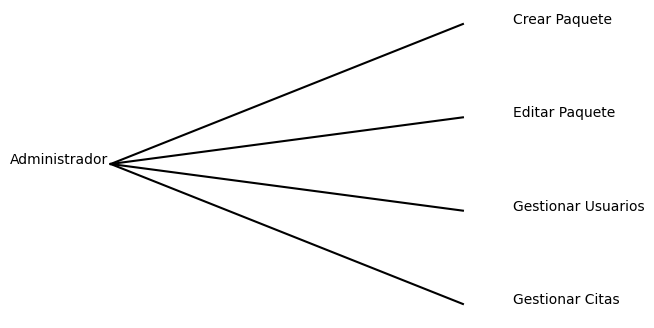 Crear Paquete
Editar Paquete
Administrador
Gestionar Usuarios
Gestionar Citas